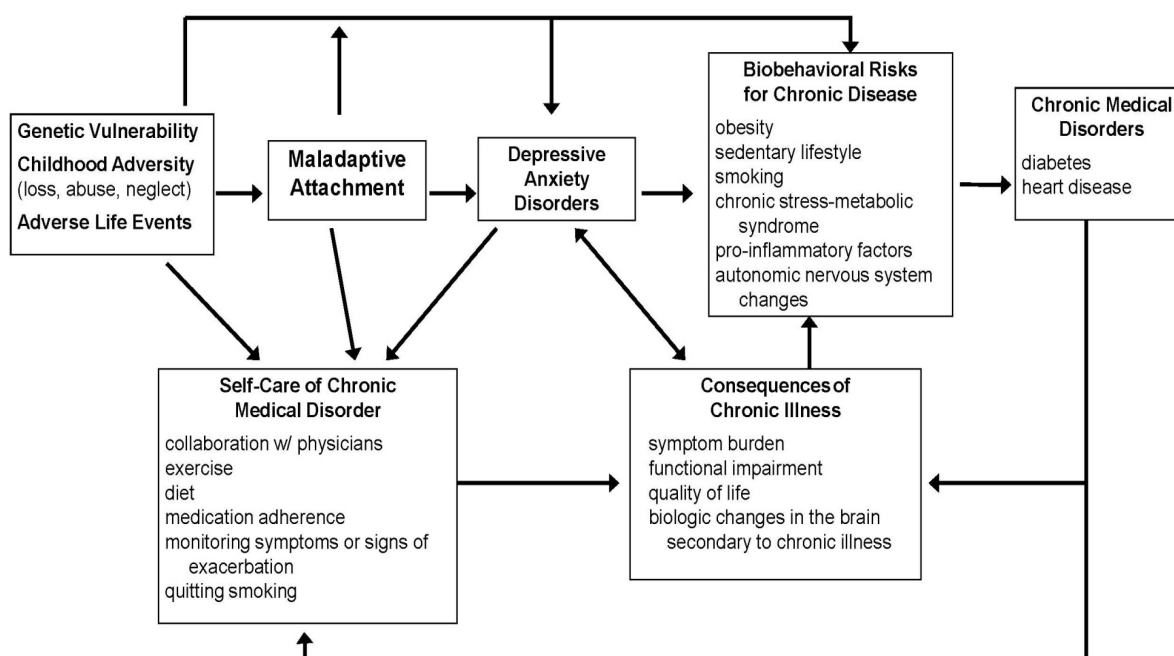 Genetic Vulnerability
Childhood Adversity
(loss, abuse, neglect)
Adverse Life Events
Maladaptive
Attachment
Depressive
Anxiety
Disorders
Biobehavioral Risks
for Chronic Disease
obesity
sedentary lifestyle
smoking
chronic stress-metabolic
syndrome
pro-inflammatory factors
autonomic nervous system
changes
Chronic Medical
Disorders
diabetes
heart disease
Self-Care of Chronic
Medical Disorder
collaboration w/ physicians
exercise
diet
medication adherence
monitoring symptoms or signs of
exacerbation
quitting smoking
Consequences of
Chronic Illness
symptom burden
functional impairment
quality of life
biologic changes in the brain
secondary to chronic illness